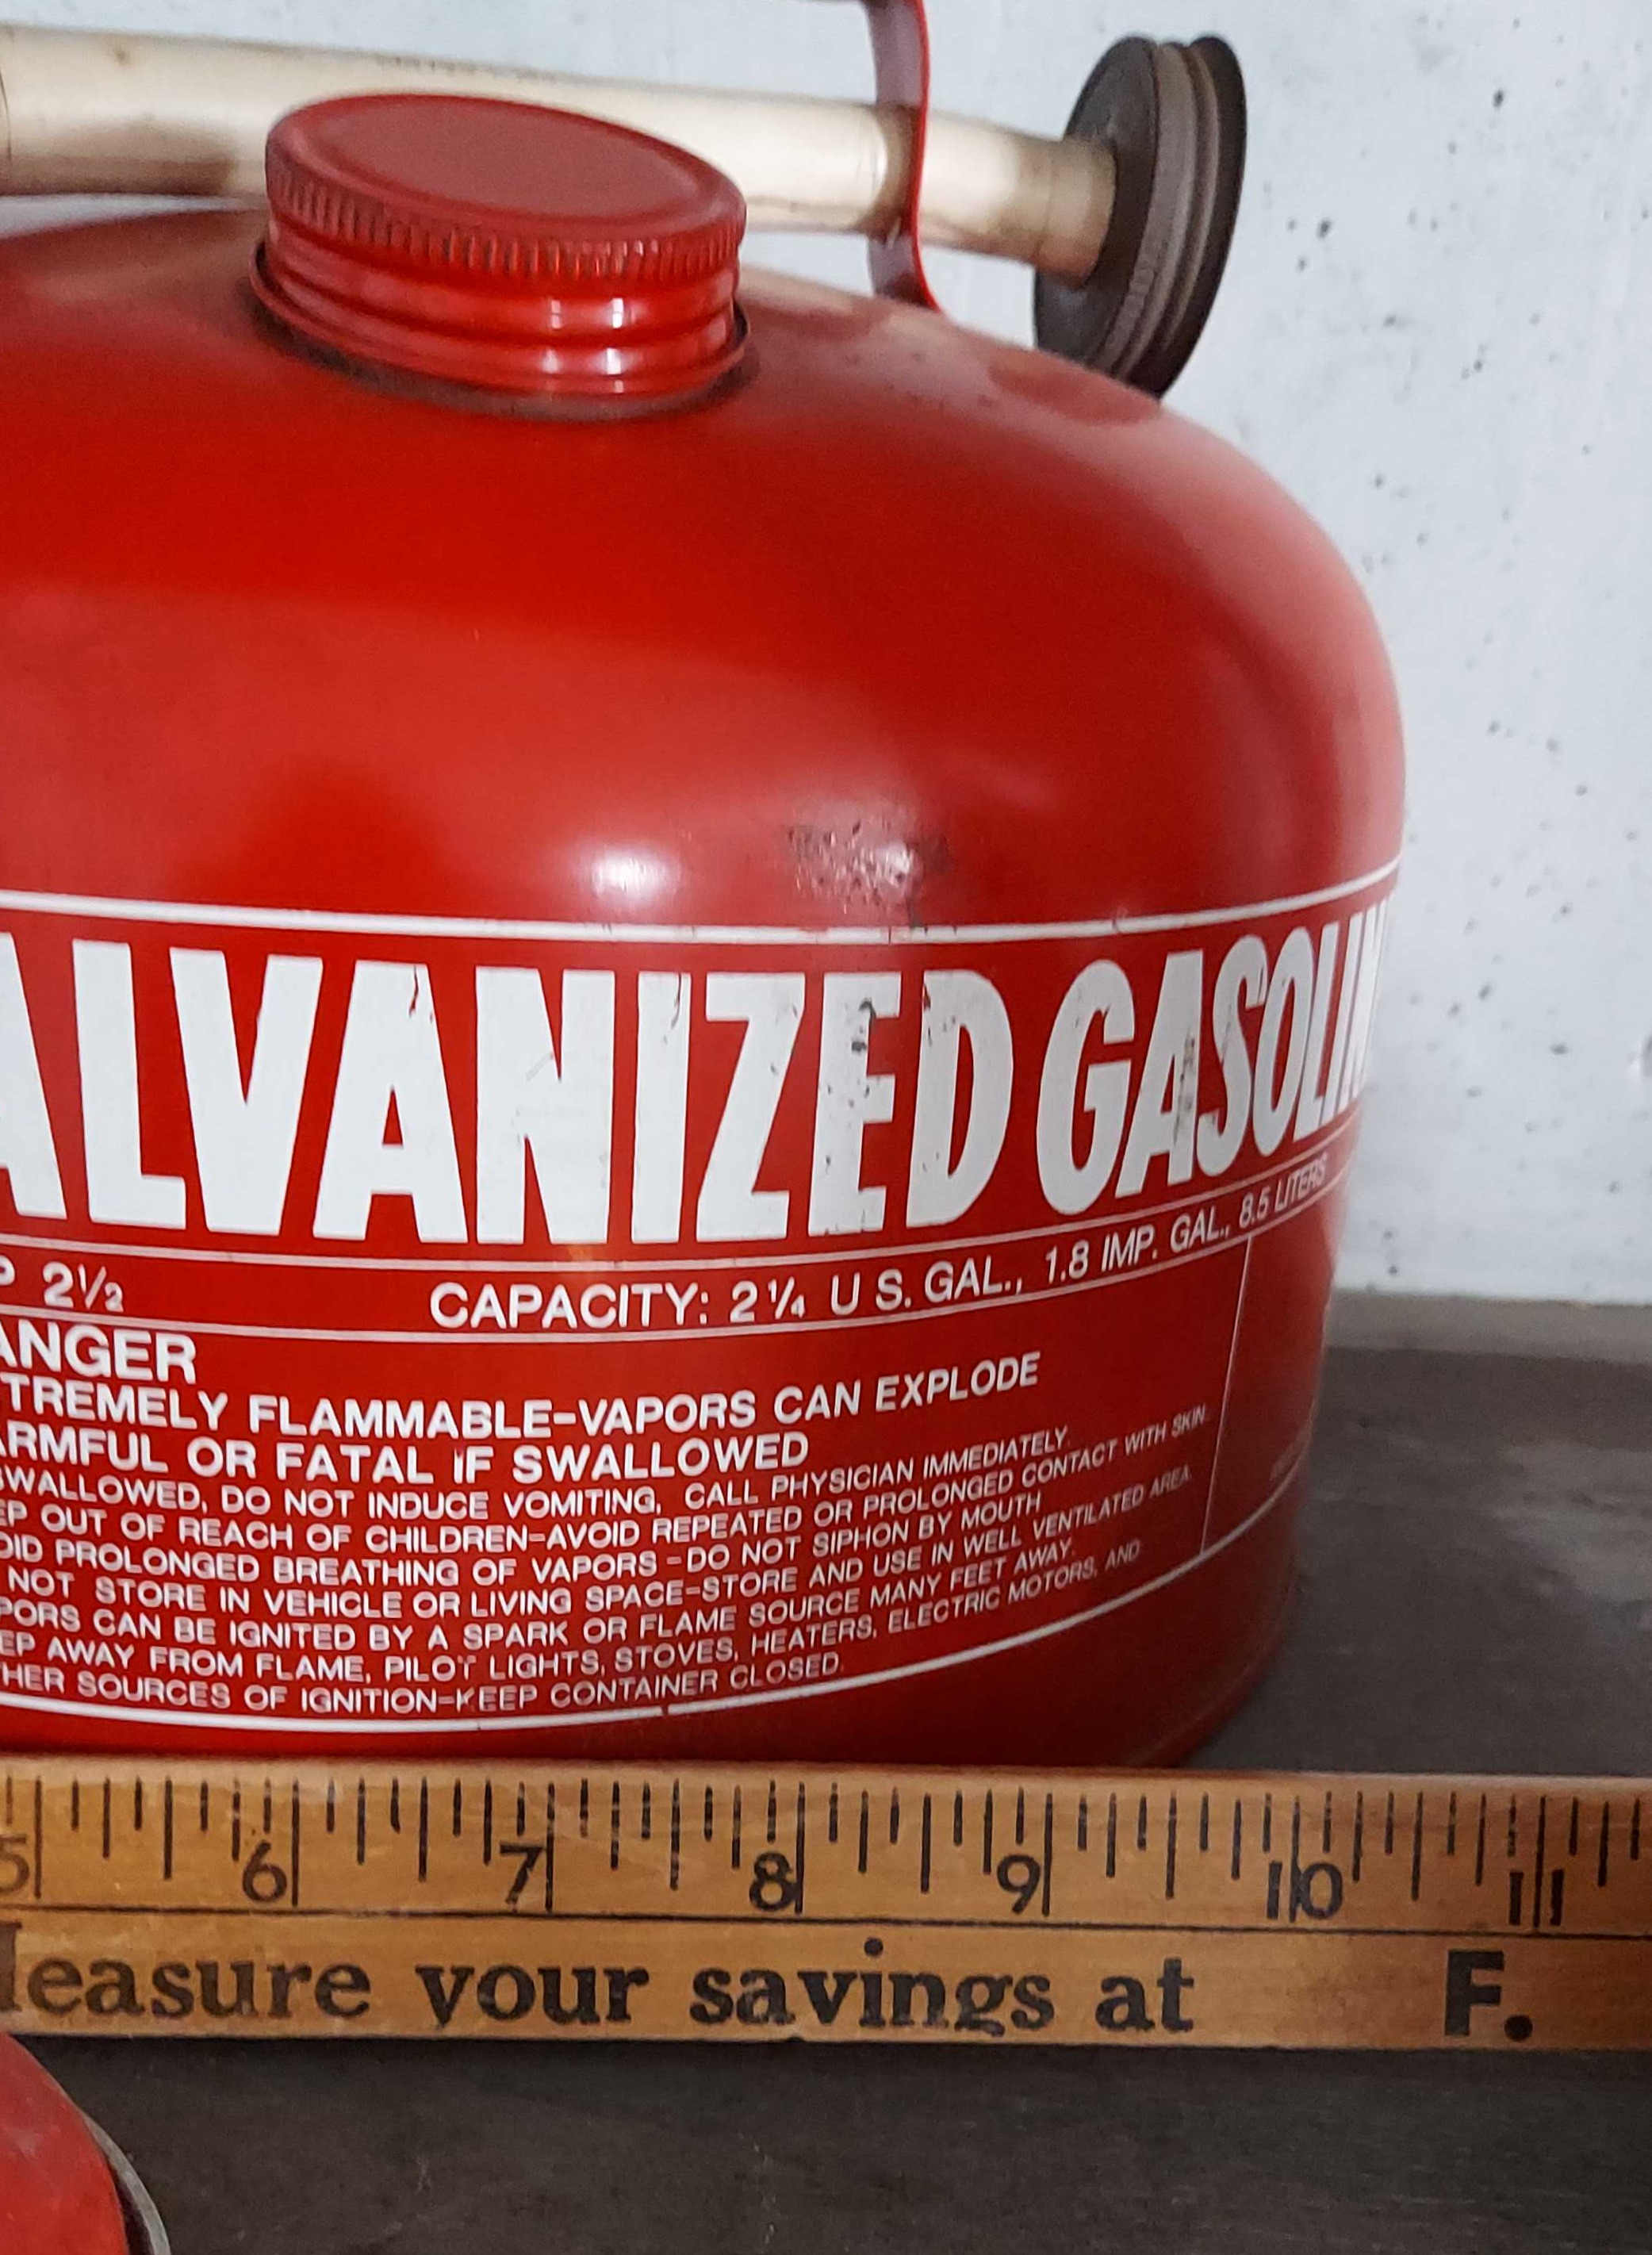 ALVANIZED GASOLIN
P 2½ CAPACITY: 2¼ U S. GAL., 1.8 IMP. GAL., 8.5 LITERS
ANGER
TREMELY FLAMMABLE-VAPORS CAN EXPLODE
ARMFUL OR FATAL IF SWALLOWED
SWALLOWED, DO NOT INDUCE VOMITING, CALL PHYSICIAN IMMEDIATELY.
EP OUT OF REACH OF CHILDREN-AVOID REPEATED OR PROLONGED CONTACT WITH SKIN.
OID PROLONGED BREATHING OF VAPORS-DO NOT SIPHON BY MOUTH
NOT STORE IN VEHICLE OR LIVING SPACE-STORE AND USE IN WELL VENTILATED AREA.
PORS CAN BE IGNITED BY A SPARK OR FLAME SOURCE MANY FEET AWAY.
EP AWAY FROM FLAME, PILOT LIGHTS, STOVES, HEATERS, ELECTRIC MOTORS, AND
HER SOURCES OF IGNITION-KEEP CONTAINER CLOSED.
5 6 7 8 9 10 11
easure your savings at F.